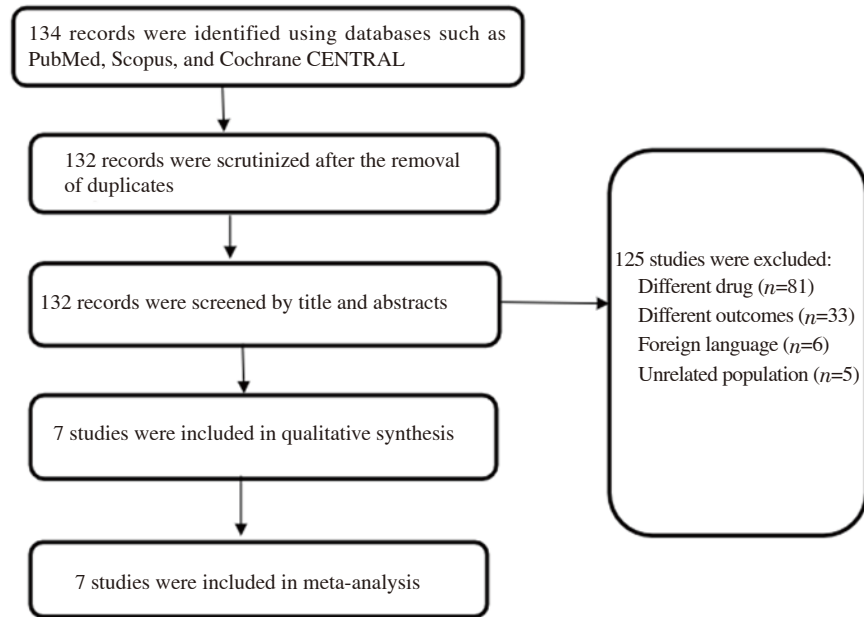 134 records were identified using databases such as
PubMed, Scopus, and Cochrane CENTRAL
132 records were scrutinized after the removal
of duplicates
132 records were screened by title and abstracts
125 studies were excluded:
Different drug (n=81)
Different outcomes (n=33)
Foreign language (n=6)
Unrelated population (n=5)
7 studies were included in qualitative synthesis
7 studies were included in meta-analysis